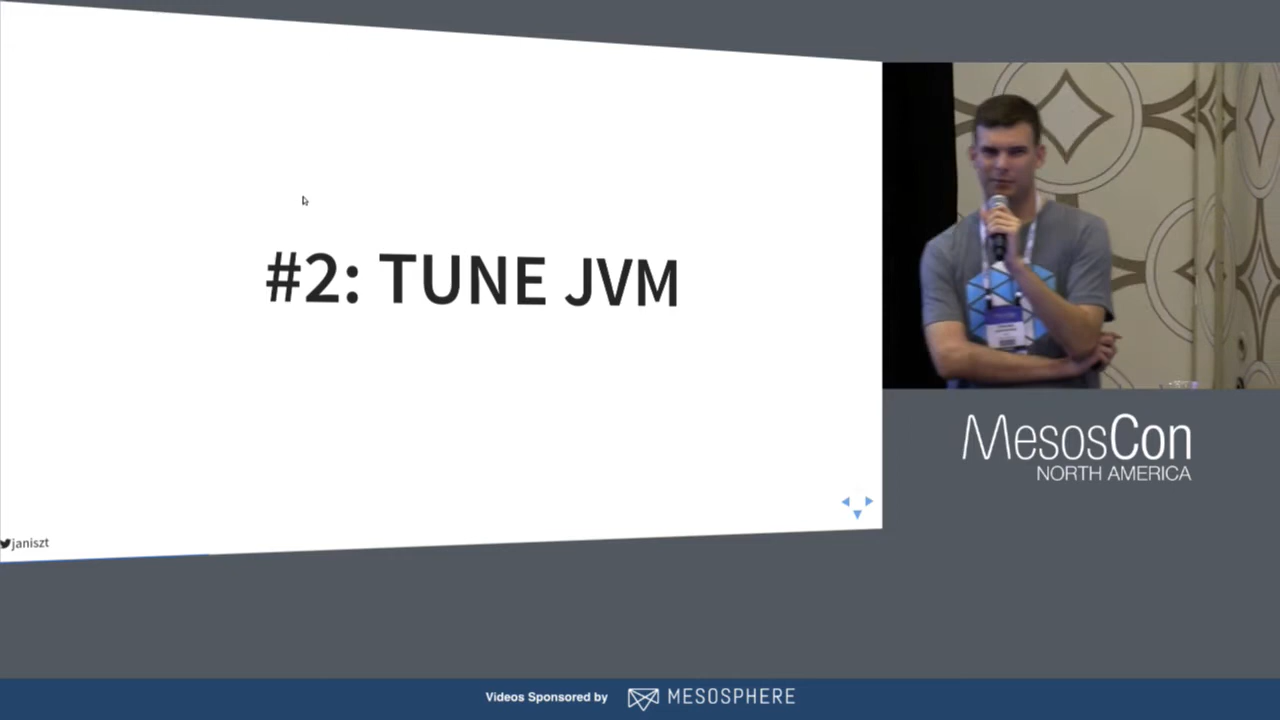 #2: TUNE JVM
janiszt
MesosCon
NORTH AMERICA
Videos Sponsored by MESOSPHERE